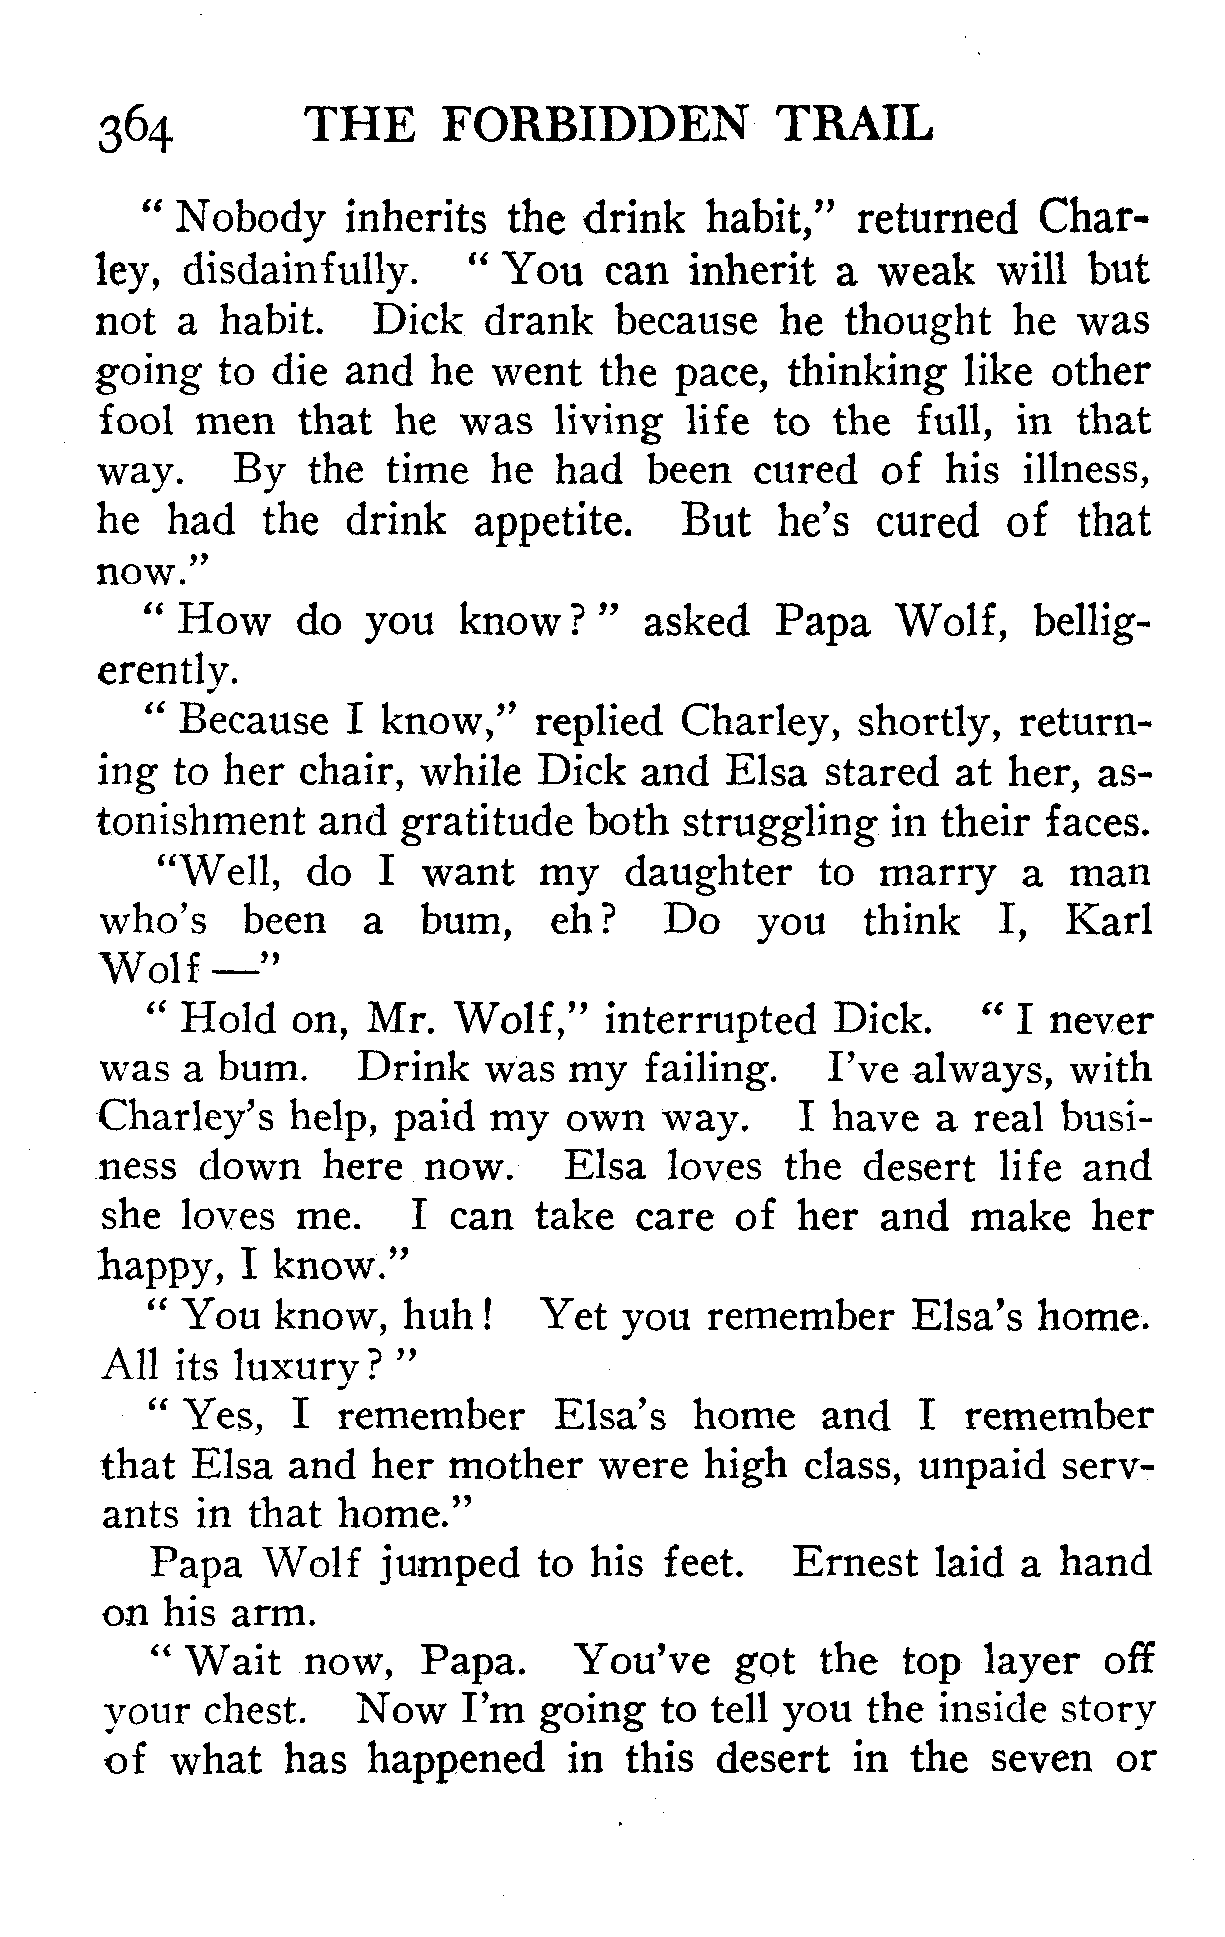 364 THE FORBIDDEN TRAIL
“ Nobody inherits the drink habit,” returned Char-
ley, disdainfully. “ You can inherit a weak will but
not a habit. Dick drank because he thought he was
going to die and he went the pace, thinking like other
fool men that he was living life to the full, in that
way. By the time he had been cured of his illness,
he had the drink appetite. But he’s cured of that
now.”
“ How do you know? ” asked Papa Wolf, bellig-
erently.
“ Because I know,” replied Charley, shortly, return-
ing to her chair, while Dick and Elsa stared at her, as-
tonishment and gratitude both struggling in their faces.
“Well, do I want my daughter to marry a man
who’s been a bum, eh? Do you think I, Karl
Wolf —”
“ Hold on, Mr. Wolf,” interrupted Dick. “ I never
was a bum. Drink was my failing. I’ve always, with
Charley’s help, paid my own way. I have a real busi-
ness down here now. Elsa loves the desert life and
she loves me. I can take care of her and make her
happy, I know.”
“ You know, huh! Yet you remember Elsa’s home.
All its luxury? ”
“ Yes, I remember Elsa’s home and I remember
that Elsa and her mother were high class, unpaid serv-
ants in that home.”
Papa Wolf jumped to his feet. Ernest laid a hand
on his arm.
“ Wait now, Papa. You’ve got the top layer off
your chest. Now I’m going to tell you the inside story
of what has happened in this desert in the seven or